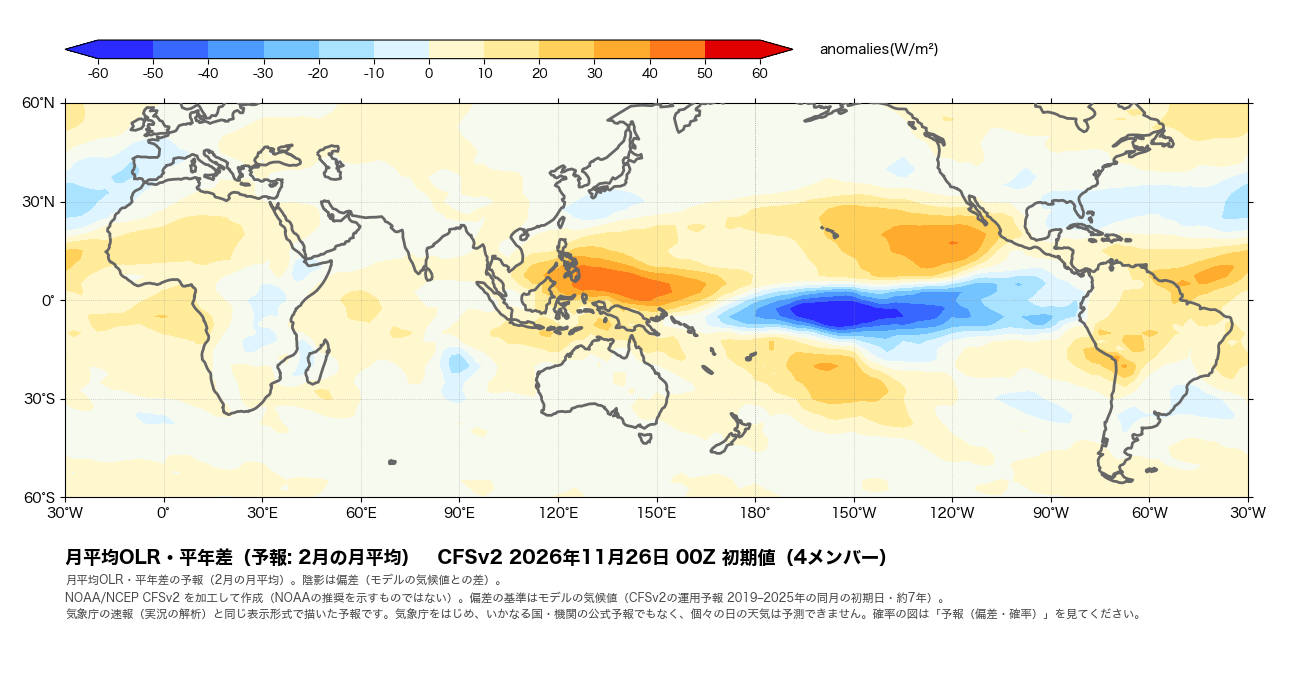 anomalies(W/m²)
-60 -50 -40 -30 -20 -10 0 10 20 30 40 50 60
60°N
30°N
0°
30°S
60°S
30°W 0° 30°E 60°E 90°E 120°E 150°E 180° 150°W 120°W 90°W 60°W 30°W
月平均OLR・平年差（予報: 2月の月平均） CFSv2 2026年11月26日 00Z 初期値（4メンバー）
月平均OLR・平年差の予報（2月の月平均）。陰影は偏差（モデルの気候値との差）。
NOAA/NCEP CFSv2 を加工して作成（NOAAの推奨を示すものではない）。偏差の基準はモデルの気候値（CFSv2の運用予報 2019–2025年の同月の初期日・約7年）。
気象庁の速報（実況の解析）と同じ表示形式で描いた予報です。気象庁をはじめ、いかなる国・機関の公式予報でもなく、個々の日の天気は予測できません。確率の図は「予報（偏差・確率）」を見てください。